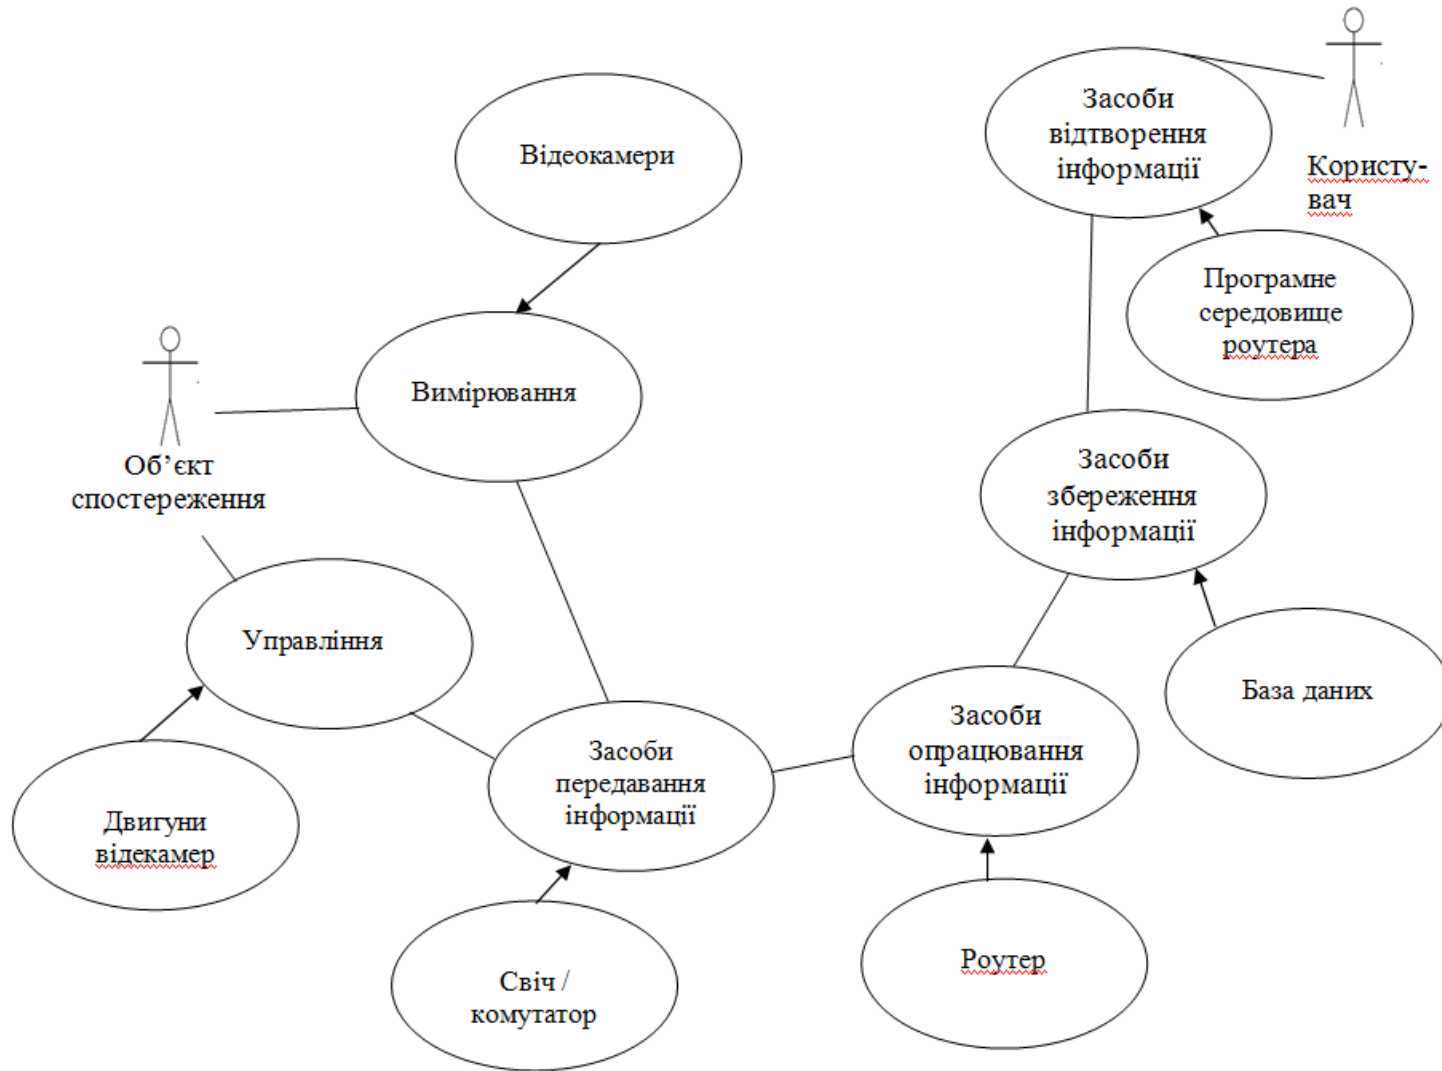 Засоби
відтворення
інформації
Користу-
вач
Відеокамери
Програмне
середовище
роутера
Вимірювання
Об’єкт
спостереження
Засоби
збереження
інформації
Управління
База даних
Засоби
передавання
інформації
Засоби
опрацювання
інформації
Двигуни
відекамер
Свіч /
комутатор
Роутер